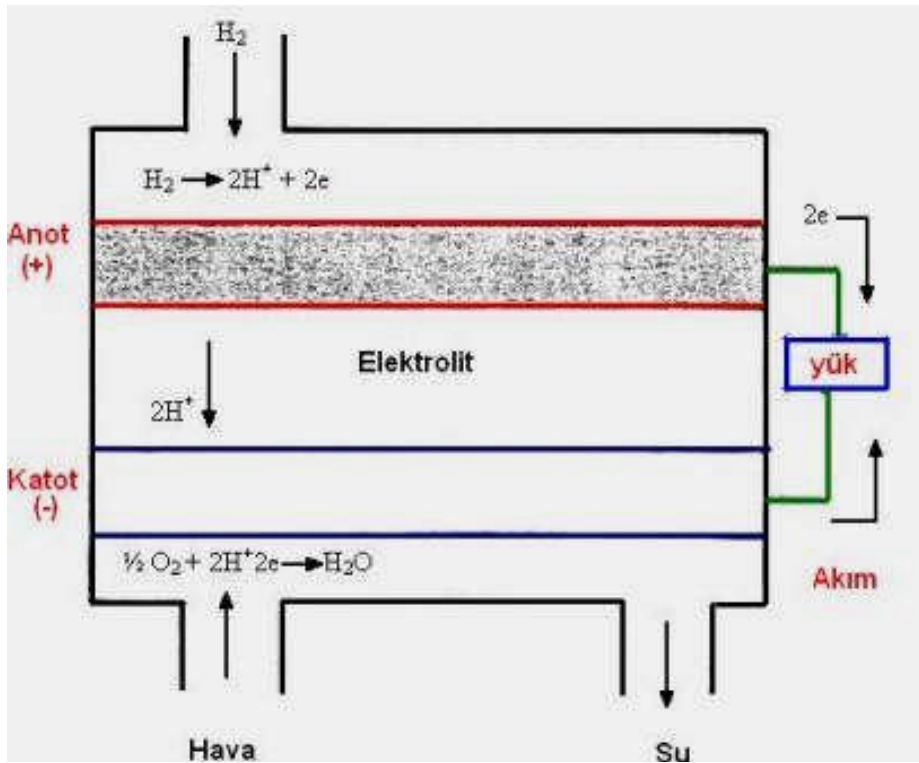 H₂
H₂ → 2H⁺ + 2e
Anot
(+)
2e
Elektrolit
yük
2H⁺
Katot
(-)
½ O₂ + 2H⁺2e → H₂O
Akım
Hava
Su